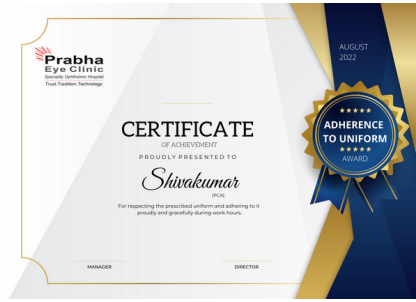 Prabha
Eye Clinic
Speciality Ophthalmic Hospital
Trust.Tradition.Technology.
AUGUST
2022
CERTIFICATE
OF ACHIEVEMENT
PROUDLY PRESENTED TO
Shivakumar
(PCA)
For respecting the prescribed uniform and adhering to it
proudly and gracefully during work hours.
MANAGER
DIRECTOR
ADHERENCE
TO UNIFORM
AWARD